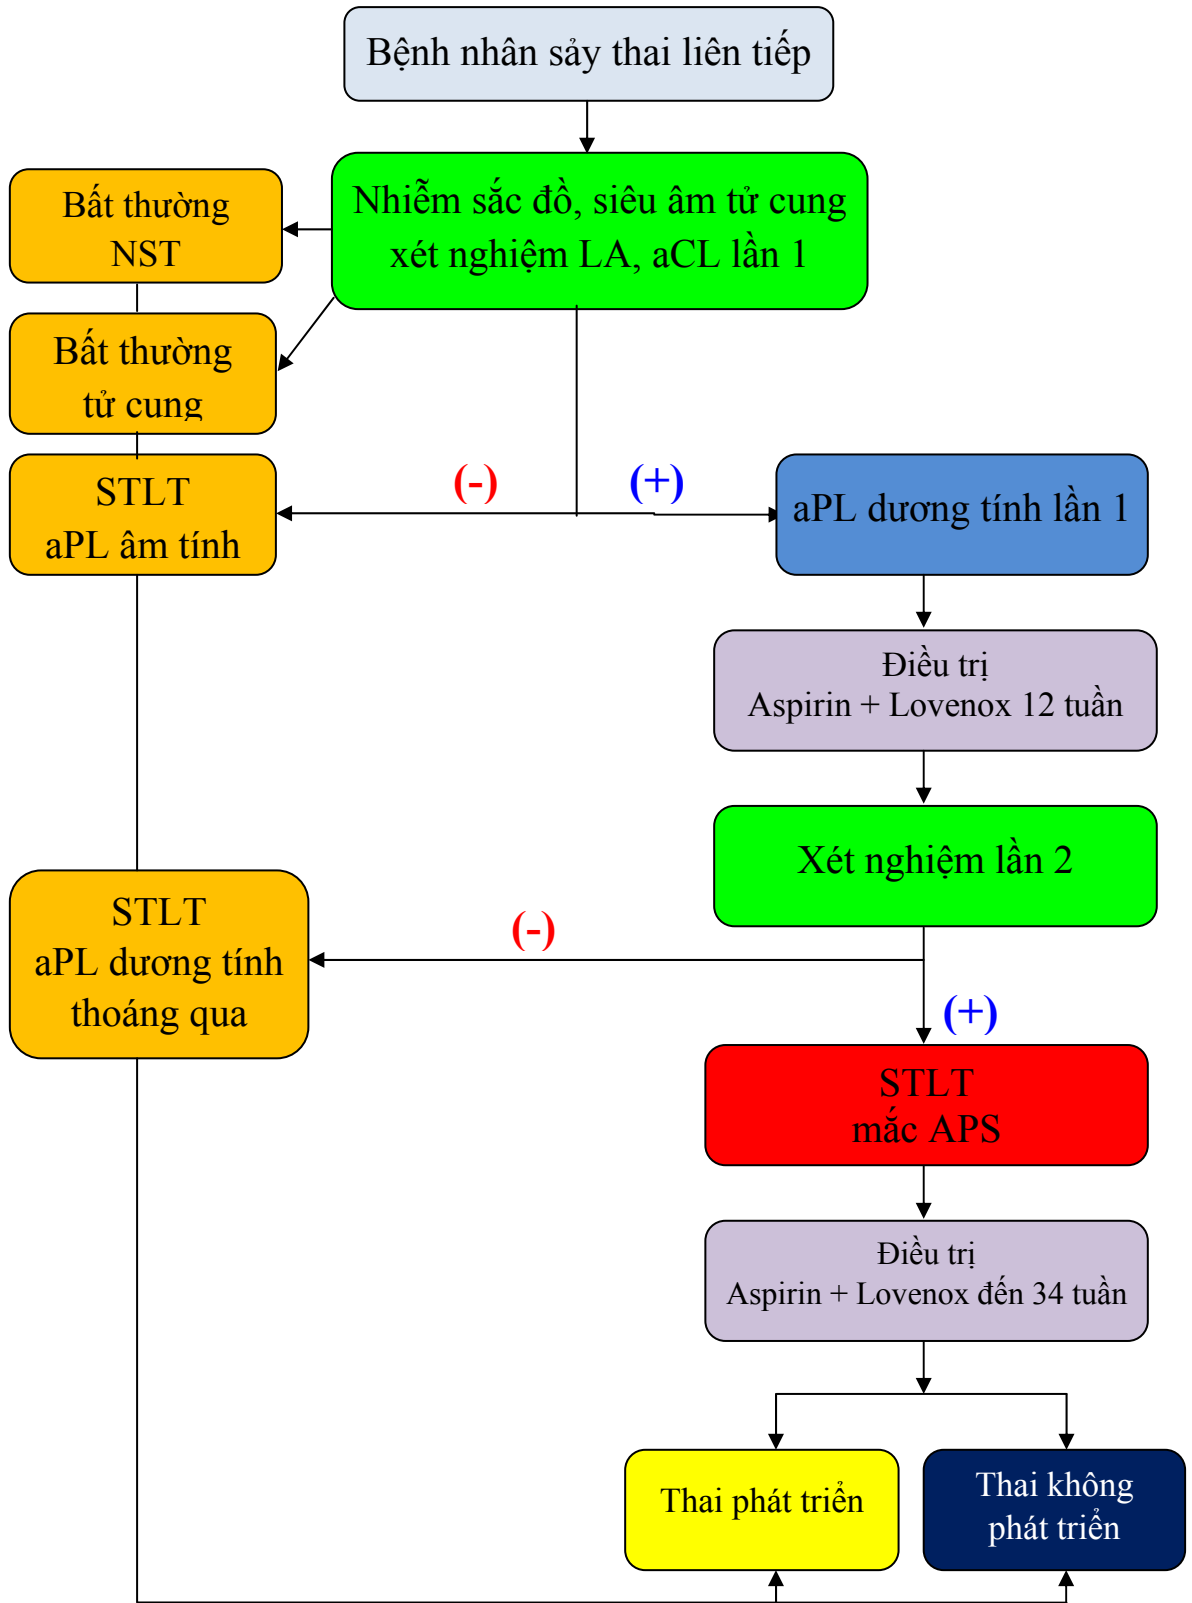 Bệnh nhân sảy thai liên tiếp
Nhiễm sắc đồ, siêu âm tử cung
xét nghiệm LA, aCL lần 1
Bất thường
NST
Bất thường
tử cung
(-)
(+)
STLT
aPL âm tính
aPL dương tính lần 1
Điều trị
Aspirin + Lovenox 12 tuần
Xét nghiệm lần 2
STLT
aPL dương tính
thoáng qua
(-)
(+)
STLT
mắc APS
Điều trị
Aspirin + Lovenox đến 34 tuần
Thai phát triển
Thai không
phát triển